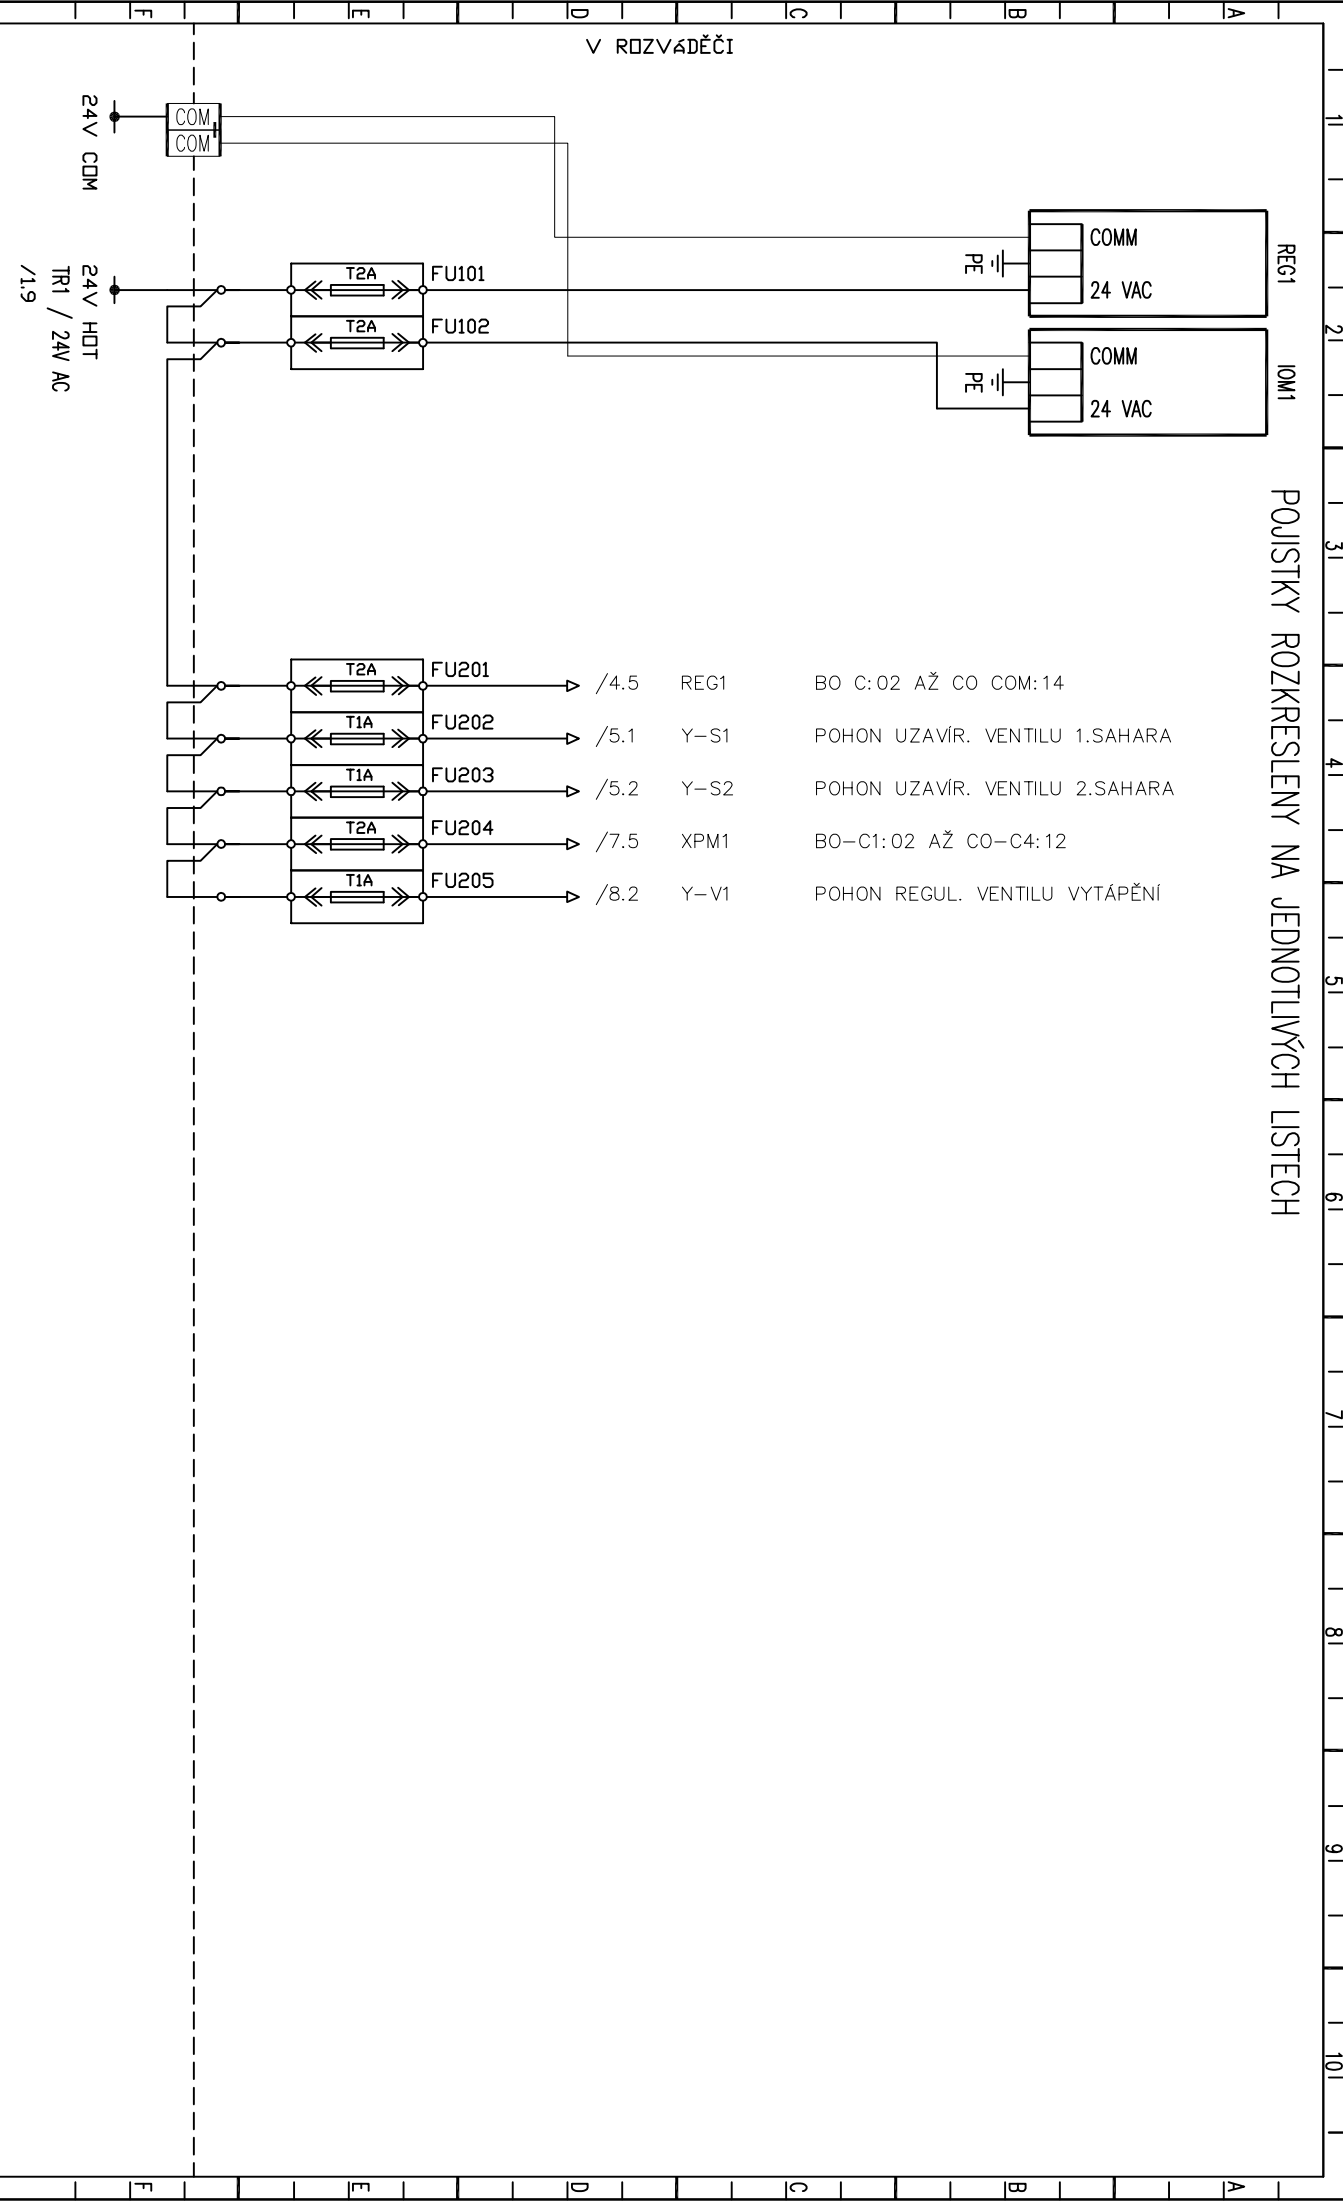 F E D C B A
1
2
3
4
5
6
7
8
9
10
POJISTKY ROZKRESLENY NA JEDNOTLIVÝCH LISTECH
V ROZVÁDĚČI
REG1
COMM
24 VAC
PE
IOM1
COMM
24 VAC
PE
COM
COM
24V COM
24V HOT
TR1 / 24V AC
/1.9
T2A FU101
T2A FU102
T2A FU201 /4.5 REG1 BO C:02 AŽ CO COM:14
T1A FU202 /5.1 Y-S1 POHON UZAVÍR. VENTILU 1.SAHARA
T1A FU203 /5.2 Y-S2 POHON UZAVÍR. VENTILU 2.SAHARA
T2A FU204 /7.5 XPM1 BO-C1:02 AŽ CO-C4:12
T1A FU205 /8.2 Y-V1 POHON REGUL. VENTILU VYTÁPĚNÍ
F E D C B A